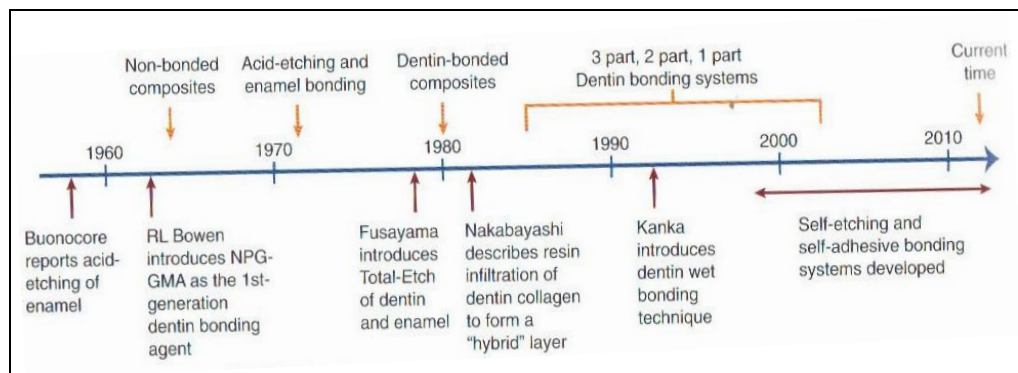 Non-bonded
composites
Acid-etching and
enamel bonding
Dentin-bonded
composites
3 part, 2 part, 1 part
Dentin bonding systems
Current
time
1960
1970
1980
1990
2000
2010
Buonocore
reports acid-
etching of
enamel
RL Bowen
introduces NPG-
GMA as the 1st-
generation
dentin bonding
agent
Fusayama
introduces
Total-Etch
of dentin
and enamel
Nakabayashi
describes resin
infiltration of
dentin collagen
to form a
"hybrid" layer
Kanka
introduces
dentin wet
bonding
technique
Self-etching and
self-adhesive bonding
systems developed